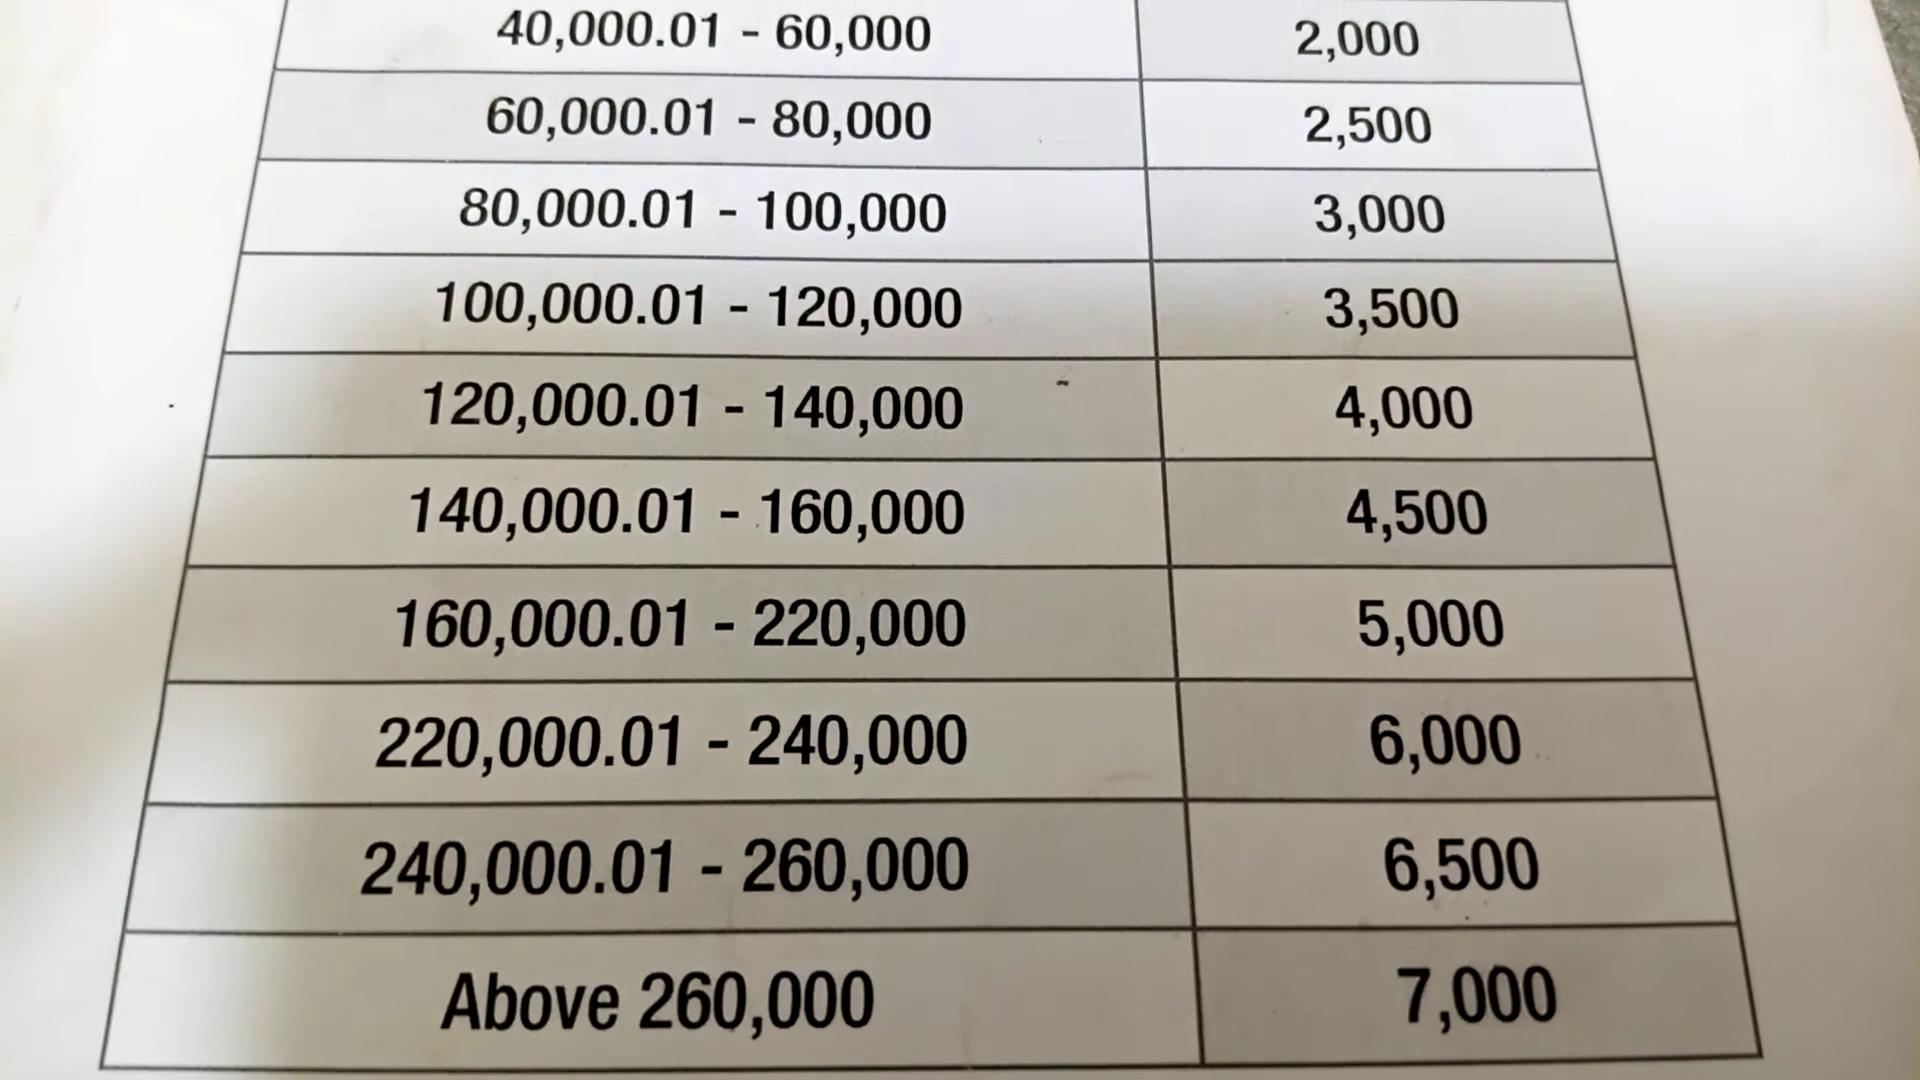 40,000.01 - 60,000 2,000
60,000.01 - 80,000 2,500
80,000.01 - 100,000 3,000
100,000.01 - 120,000 3,500
120,000.01 - 140,000 4,000
140,000.01 - 160,000 4,500
160,000.01 - 220,000 5,000
220,000.01 - 240,000 6,000
240,000.01 - 260,000 6,500
Above 260,000 7,000